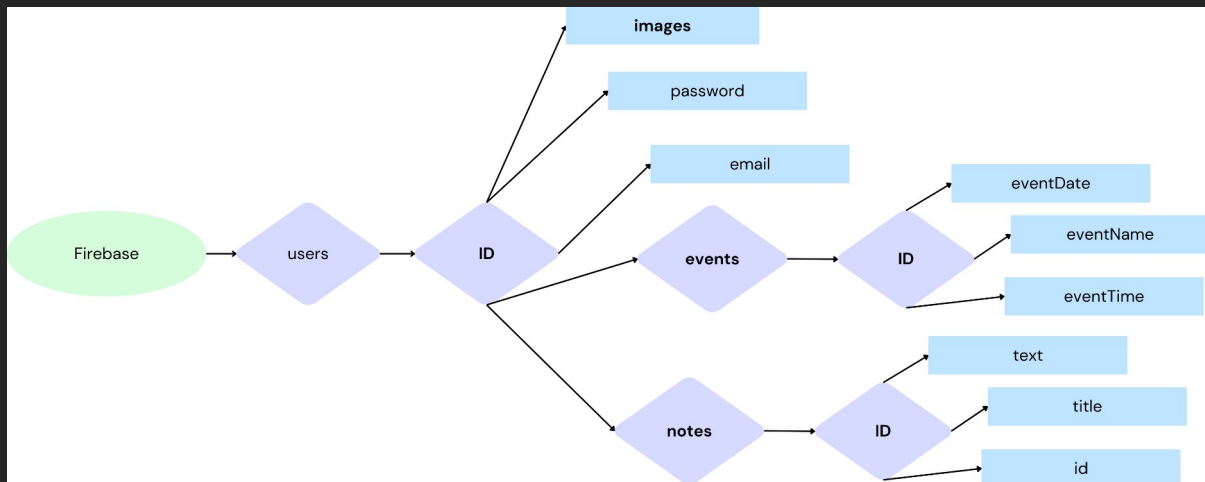 images
password
email
Firebase
users
ID
events
ID
eventDate
eventName
eventTime
notes
ID
text
title
id